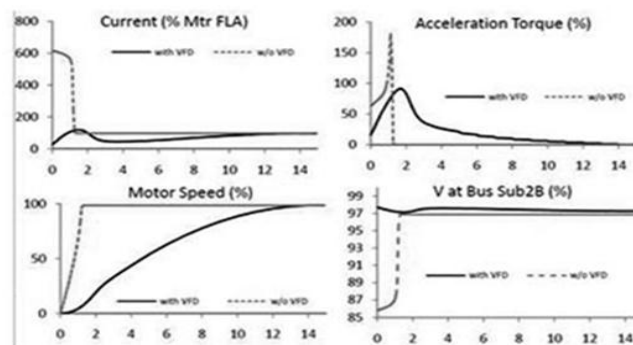 Current (% Mtr FLA)
800
600
400
200
0
with VFD
w/o VFD
0 2 4 6 8 10 12 14
Acceleration Torque (%)
200
150
100
50
0
with VFD
w/o VFD
0 2 4 6 8 10 12 14
Motor Speed (%)
100
50
0
with VFD
w/o VFD
0 2 4 6 8 10 12 14
V at Bus Sub2B (%)
99
97
95
93
91
89
87
85
with VFD
w/o VFD
0 2 4 6 8 10 12 14